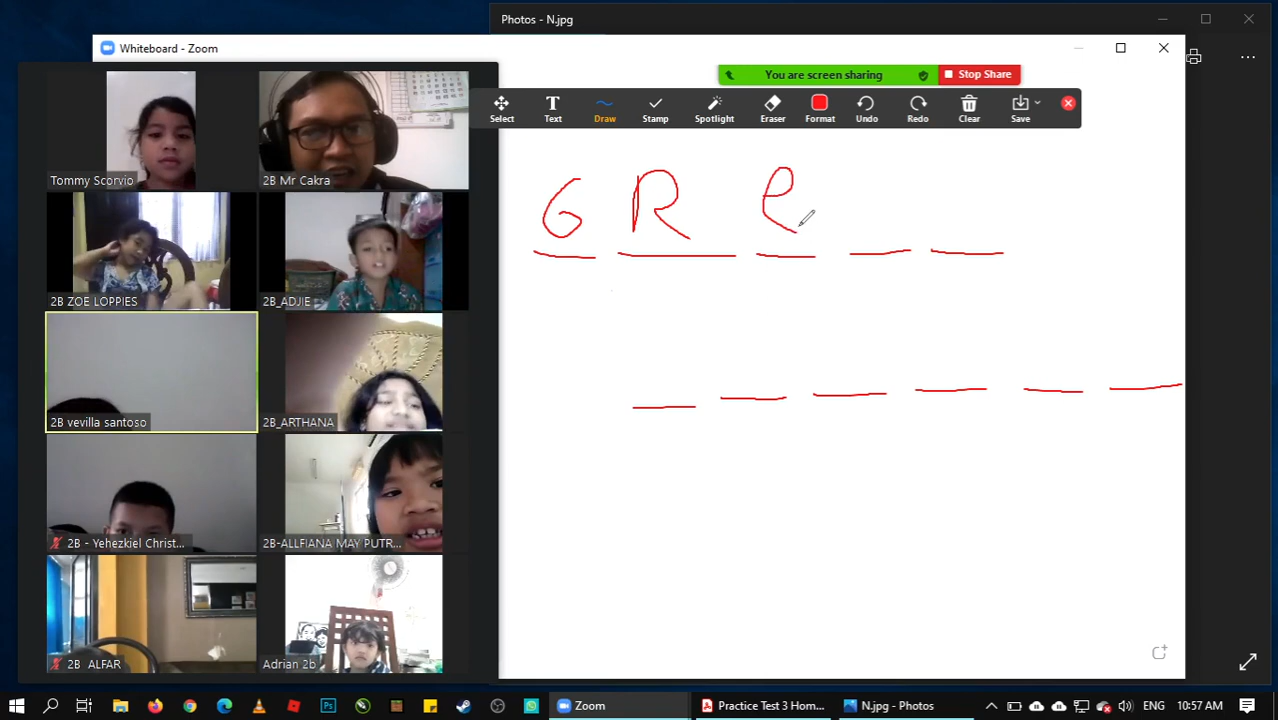 Photos - N.jpg
Whiteboard - Zoom
You are screen sharing
Stop Share
Select
Text
Draw
Stamp
Spotlight
Eraser
Format
Undo
Redo
Clear
Save
G R e
Tommy Scorvio
2B Mr Cakra
2B ZOE LOPPIES
2B_ADJIE
2B vevilla santoso
2B_ARTHANA
2B - Yehezkiel Christ...
2B-ALLFIANA MAY PUTR...
2B ALFAR
Adrian 2b
Zoom
Practice Test 3 Hom...
N.jpg - Photos
ENG
10:57 AM